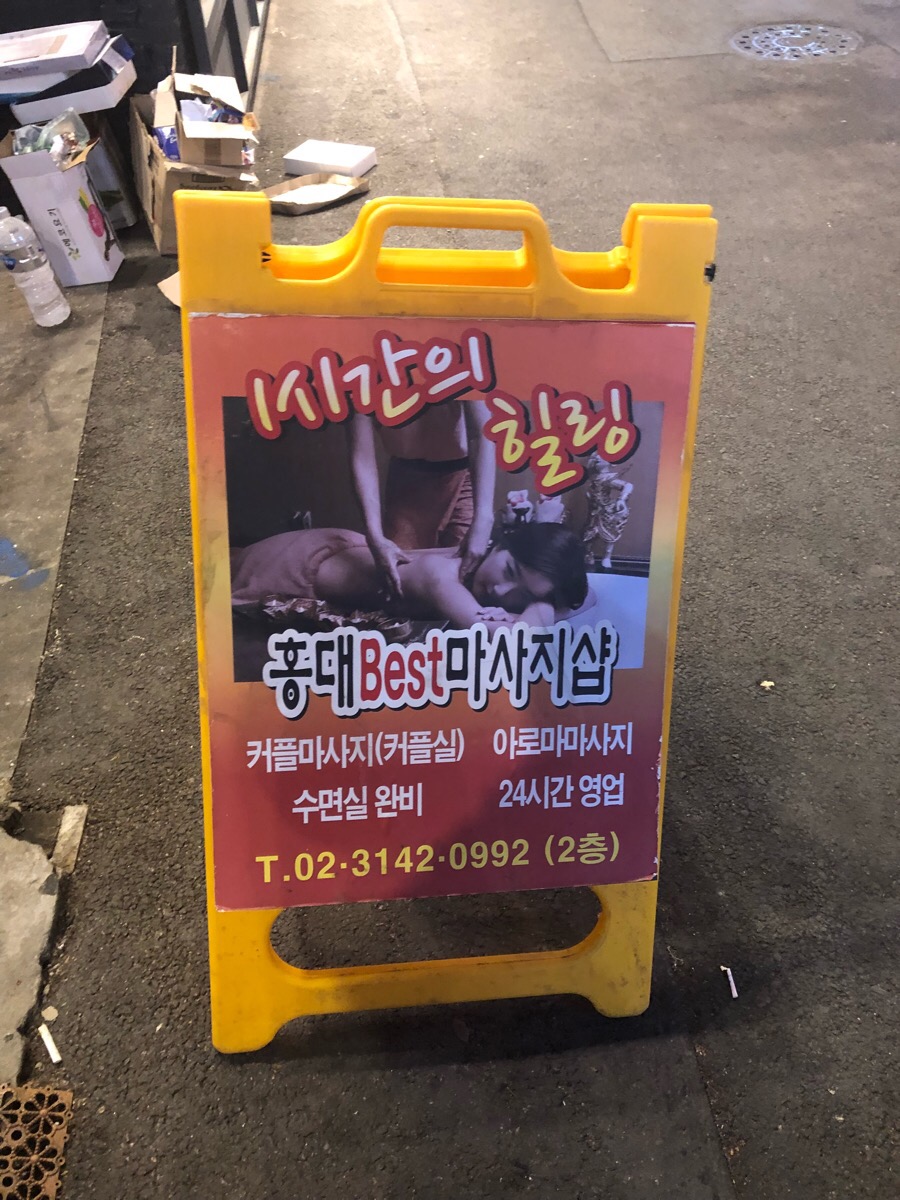 1시간의
힐링
홍대Best마사지샵
커플마사지(커플실) 아로마마사지
수면실 완비 24시간 영업
T.02·3142·0992 (2층)